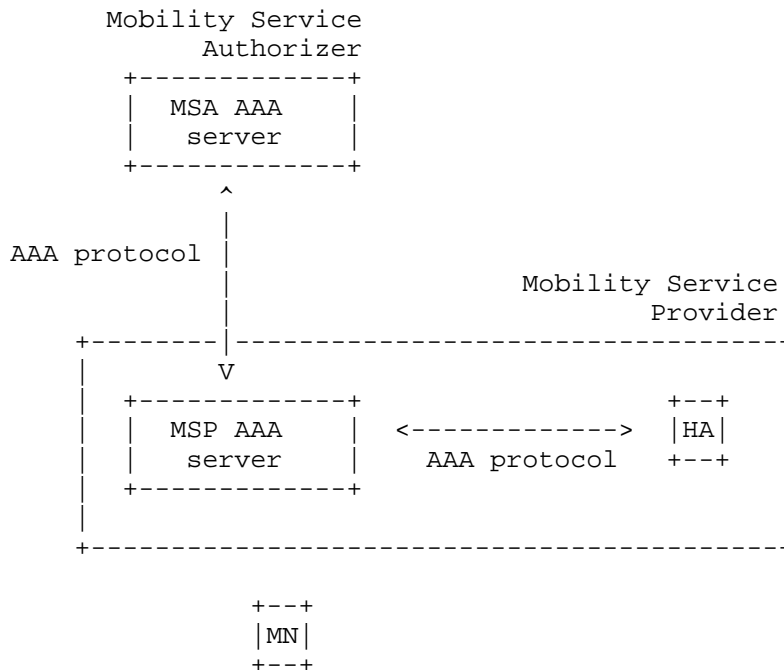 Mobility Service
Authorizer
MSA AAA
server
AAA protocol
Mobility Service
Provider
V
MSP AAA
server
HA
AAA protocol
MN